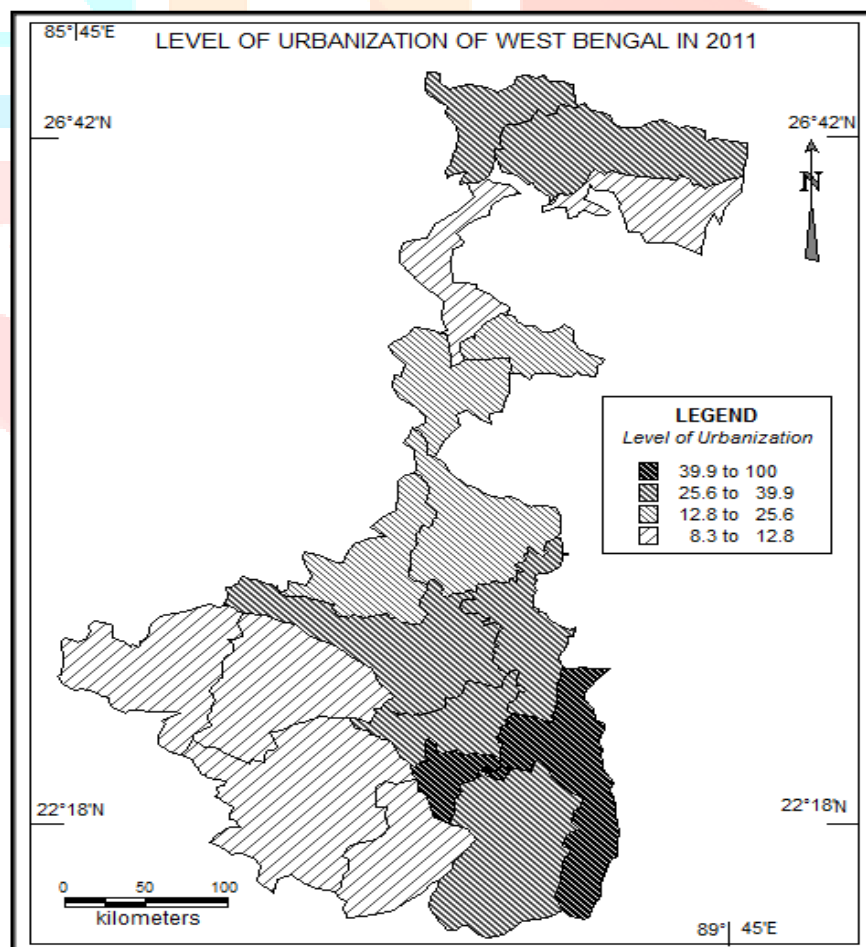 85°45'E
LEVEL OF URBANIZATION OF WEST BENGAL IN 2011
26°42'N
26°42'N
N
LEGEND
Level of Urbanization
39.9 to 100
25.6 to 39.9
12.8 to 25.6
8.3 to 12.8
22°18'N
22°18'N
0 50 100
kilometers
89° 45'E